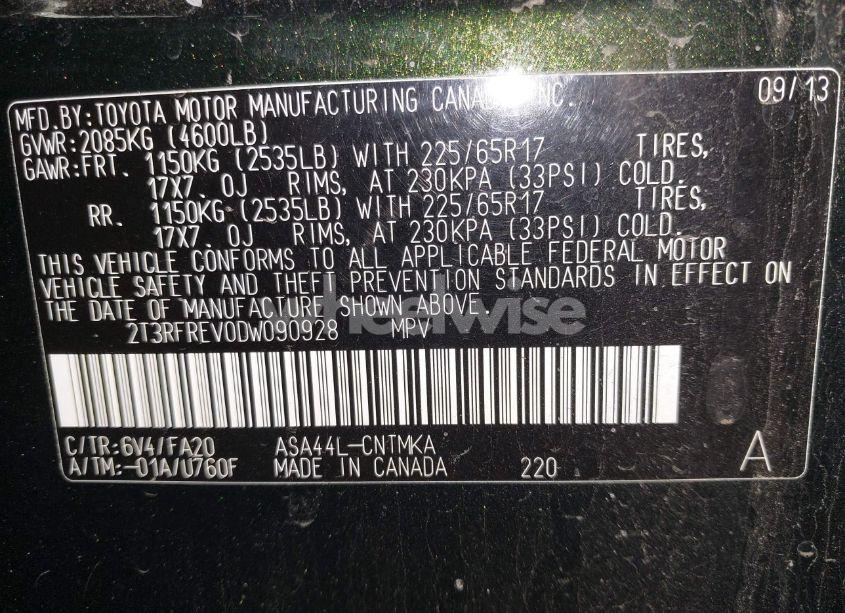 MFD.BY:TOYOTA MOTOR MANUFACTURING CANADA INC. 09/13
GVWR:2085KG (4600LB)
GAWR:FRT. 1150KG (2535LB) WITH 225/65R17 TIRES,
17X7.0J RIMS, AT 230KPA (33PSI) COLD.
RR. 1150KG (2535LB) WITH 225/65R17 TIRES,
17X7.0J RIMS, AT 230KPA (33PSI) COLD.
THIS VEHICLE CONFORMS TO ALL APPLICABLE FEDERAL MOTOR
VEHICLE SAFETY AND THEFT PREVENTION STANDARDS IN EFFECT ON
THE DATE OF MANUFACTURE SHOWN ABOVE.
wheelwise
2T3RFREV0DW090928 MPV
C/TR:6V4/FA20 ASA44L-CNTMKA
A/TM:-01A/U760F MADE IN CANADA 220 A